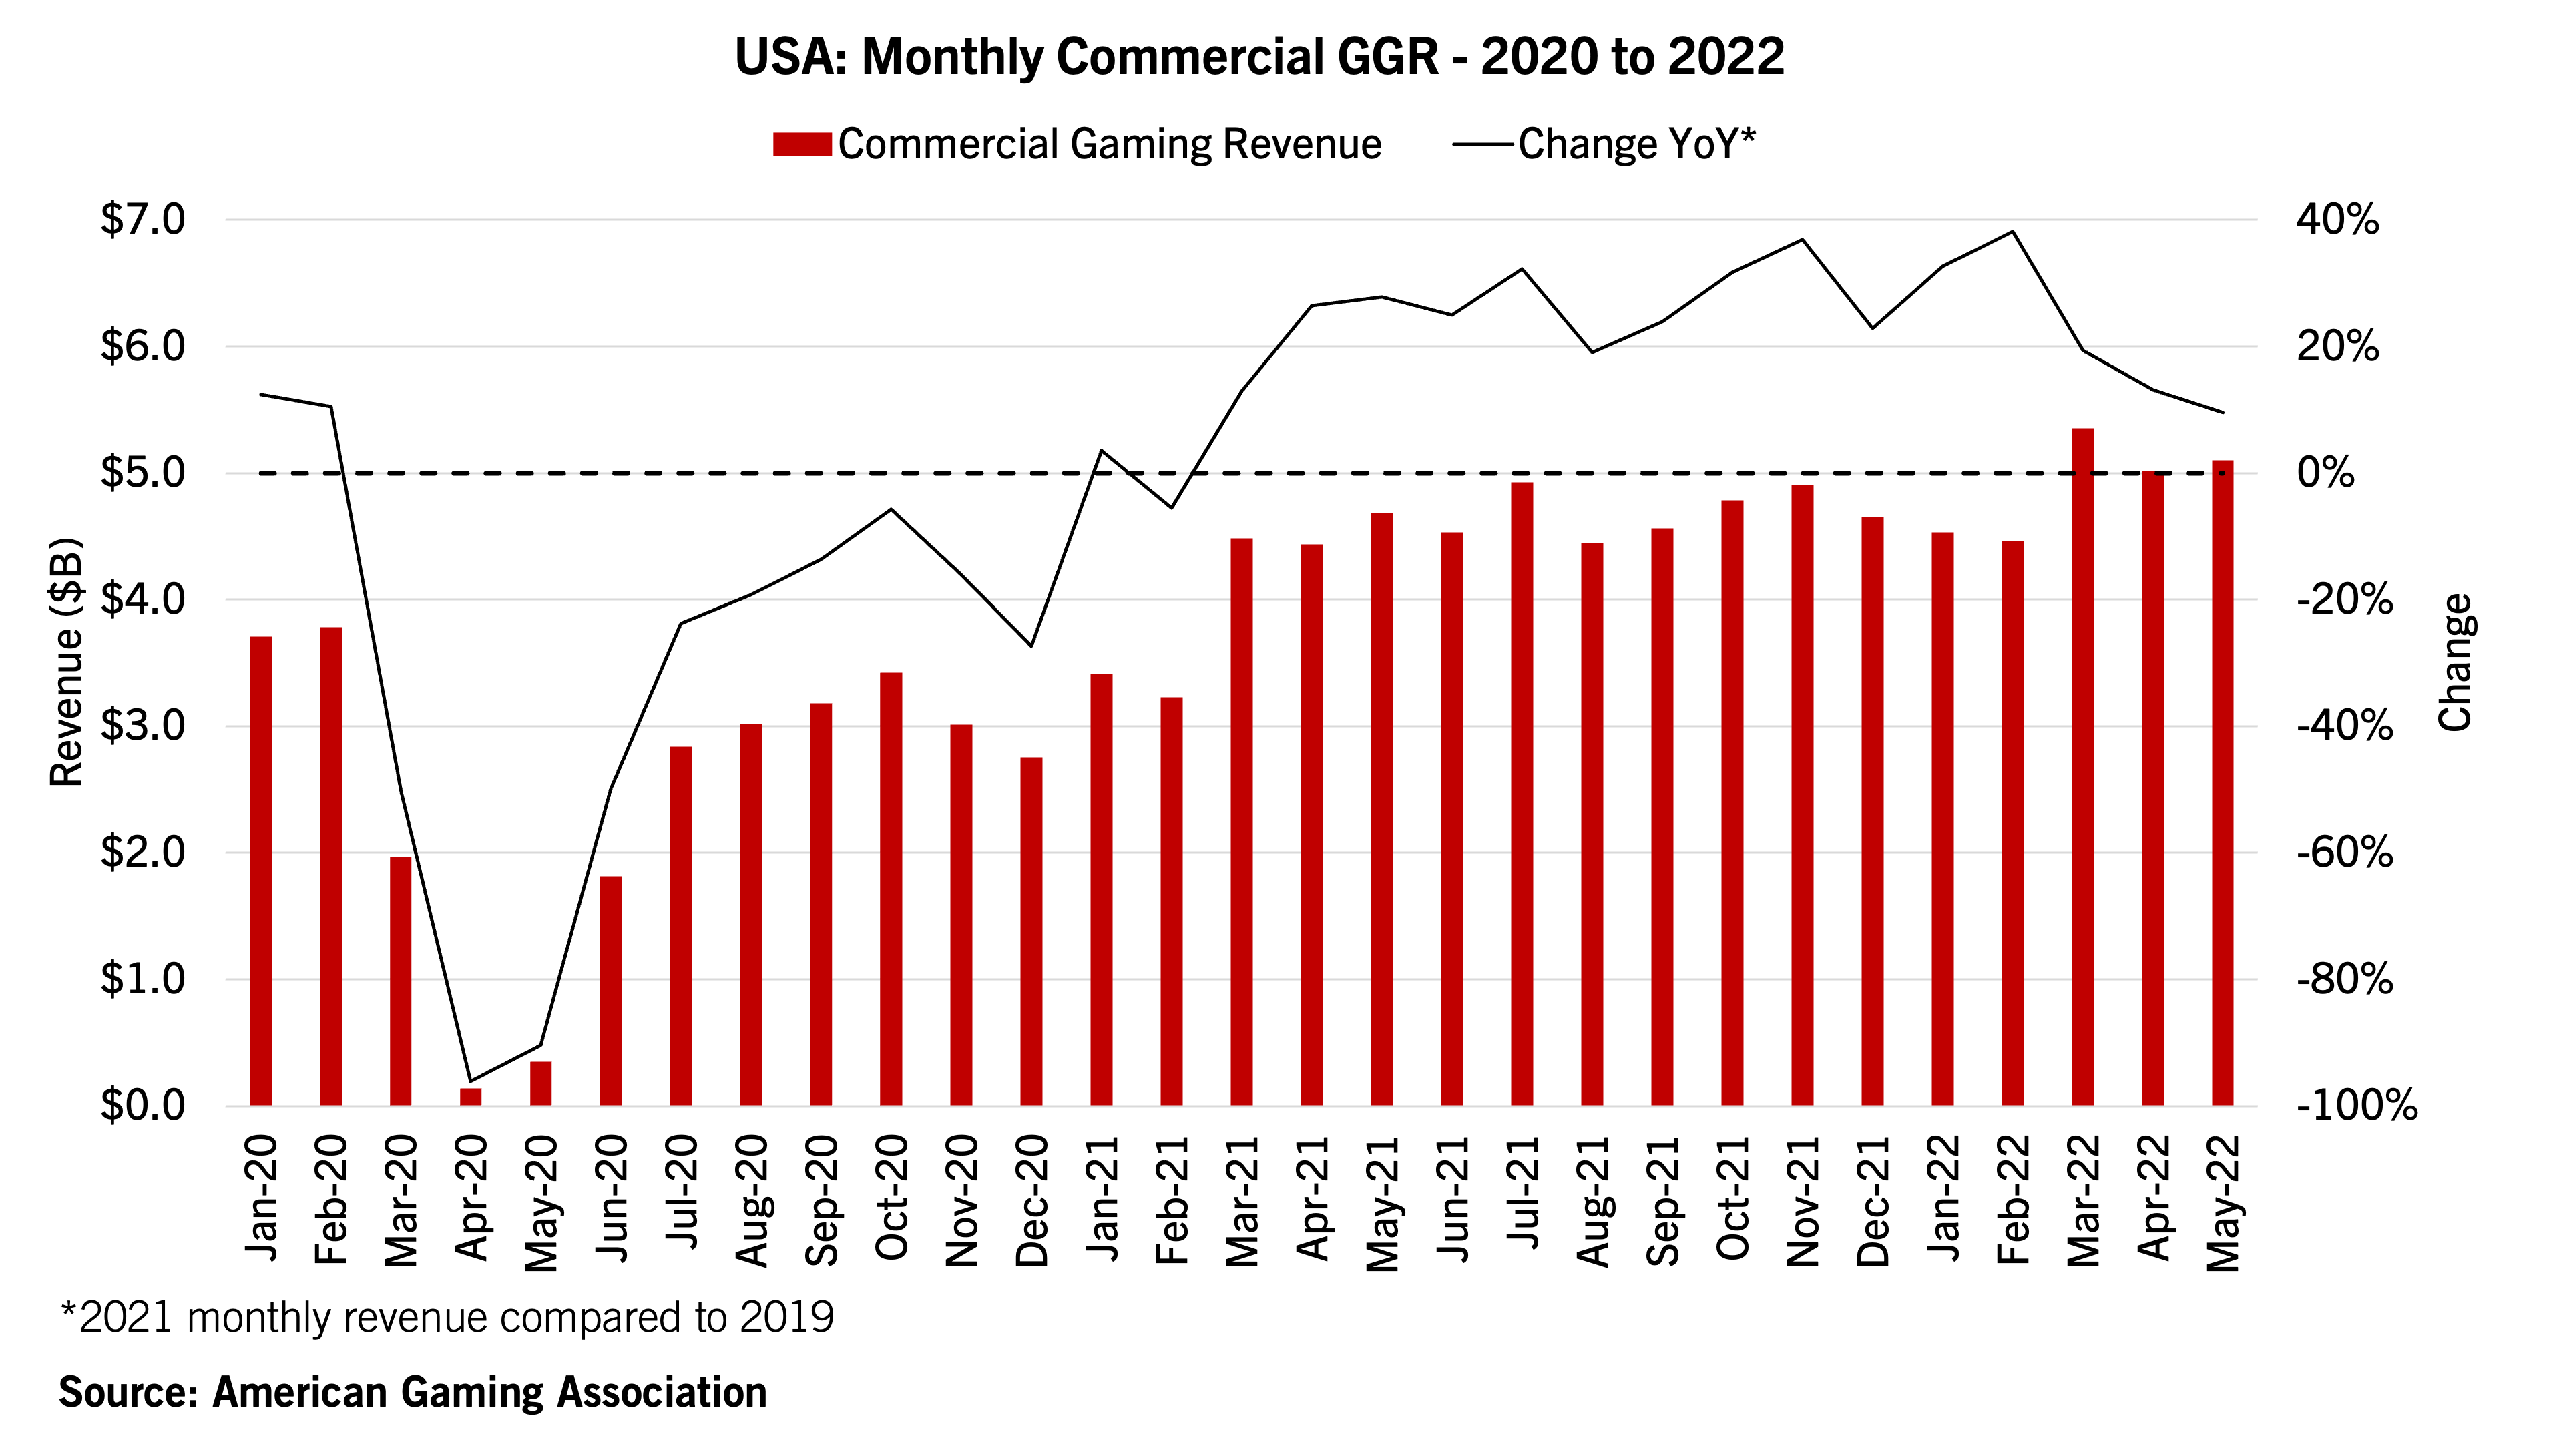 USA: Monthly Commercial GGR - 2020 to 2022
Commercial Gaming Revenue Change YoY*
$7.0 40%
$6.0 20%
$5.0 0%
$4.0 -20%
$3.0 -40%
$2.0 -60%
$1.0 -80%
$0.0 -100%
Revenue ($B)
Change
Jan-20 Feb-20 Mar-20 Apr-20 May-20 Jun-20 Jul-20 Aug-20 Sep-20 Oct-20 Nov-20 Dec-20 Jan-21 Feb-21 Mar-21 Apr-21 May-21 Jun-21 Jul-21 Aug-21 Sep-21 Oct-21 Nov-21 Dec-21 Jan-22 Feb-22 Mar-22 Apr-22 May-22
*2021 monthly revenue compared to 2019
Source: American Gaming Association